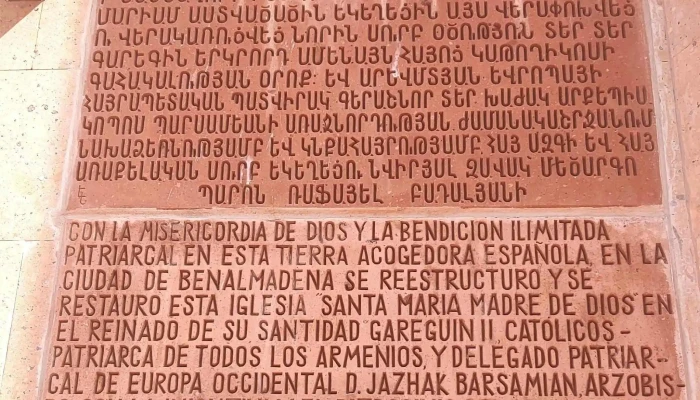 ՄԱՐԻԱՄ ԱՍՏՎԱԾԱԾԻՆ ԵԿԵՂԵՑԻՆ ԱՅՍ ՎԵՐԱՓՈԽՎԵՑ
ՈՒ ՎԵՐԱԿԱՌՈՒՑՎԵՑ ՆՈՐԻՆ ՍՈՒՐԲ ՕԾՈՒԹՅՈՆ ՏԵՐ ՏԵՐ
ԳԱՐԵԳԻՆ ԵՐԿՐՈՐԴ ԱՄԵՆԱՅՆ ՀԱՅՈՑ ԿԱԹՈՂԻԿՈՍԻ
ԳԱՀԱԿԱԼՈՒԹՅԱՆ ՕՐՈՔ: ԵՎ ԱՐԵՎՄՏՅԱՆ ԵՎՐՈՊԱՅԻ
ՀԱՅՐԱՊԵՏԱԿԱՆ ՊԱՏՎԻՐԱԿ ԳԵՐԱՇՆՈՐ ՏԵՐ ԽԱԺԱԿ ԱՐՔԵՊԻՍ
ԿՈՊՈՍ ՊԱՐՍԱՄԵԱՆԻ ԱՌԱՋՆՈՐԴՈՒԹՅԱՆ ԺԱՄԱՆԱԿԱՇՐՋԱՆՈՒՄ
ՆԱԽԱՁԵՌՆՈՒԹՅԱՄԲ ԵՎ ԿՆՔԱՀԱՅՐՈՒԹՅԱՄԲ ՀԱՅ ԱԶԳԻ ԵՎ ՀԱՅ
ԱՌԱՔԵԼԱԿԱՆ ՍՈՒՐԲ ԵԿԵՂԵՑՈՒ ՆՎԻՐՅԱԼ ԶԱՎԱԿ ՄԵԾԱՐԳՈ
ՊԱՐՈՆ ՌԱՖԱՅԵԼ ԲԱԴԱԼՅԱՆԻ
CON LA MISERICORDIA DE DIOS Y LA BENDICION ILIMITADA
PATRIARCAL EN ESTA TIERRA ACOGEDORA ESPAÑOLA, EN LA
CIUDAD DE BENALMADENA SE REESTRUCTURO Y SE
RESTAURO ESTA IGLESIA "SANTA MARIA MADRE DE DIOS" EN
EL REINADO DE SU SANTIDAD "GAREGUIN II CATÓLICOS-
PATRIARCA DE TODOS LOS ARMENIOS, Y DELEGADO PATRIAR-
CAL DE EUROPA OCCIDENTAL D. JAZHAK BARSAMIAN, ARZOBIS-